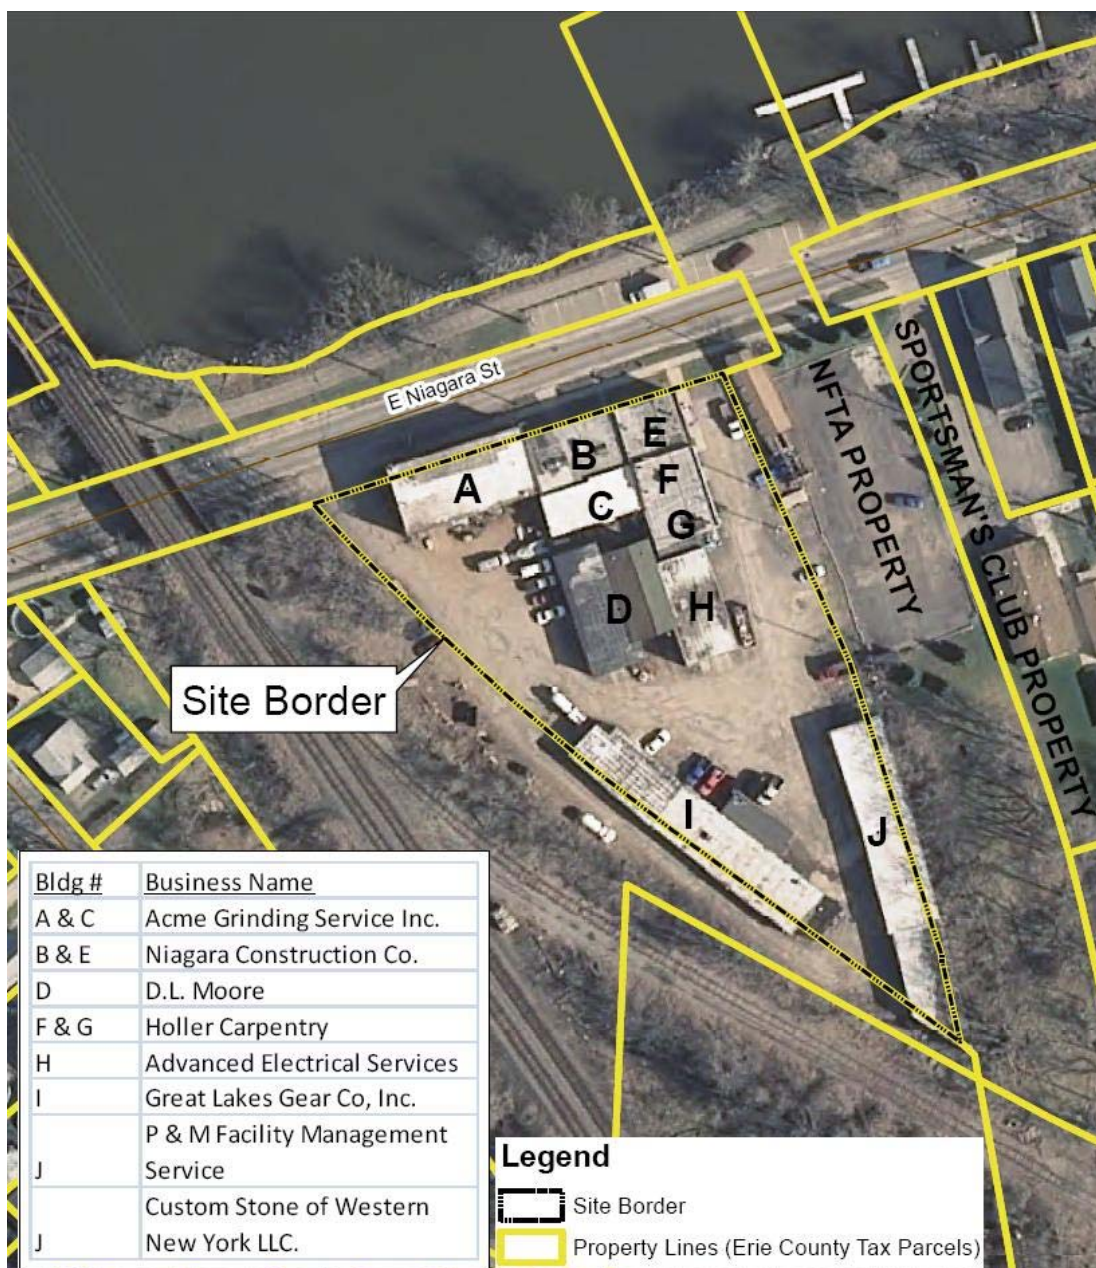 E Niagara St
NFTA PROPERTY
SPORTSMAN'S CLUB PROPERTY
A
B
E
F
C
G
D
H
Site Border
I
J
Bldg # Business Name
A & C Acme Grinding Service Inc.
B & E Niagara Construction Co.
D D.L. Moore
F & G Holler Carpentry
H Advanced Electrical Services
I Great Lakes Gear Co, Inc.
P & M Facility Management
J Service
Custom Stone of Western
J New York LLC.
Legend
Site Border
Property Lines (Erie County Tax Parcels)